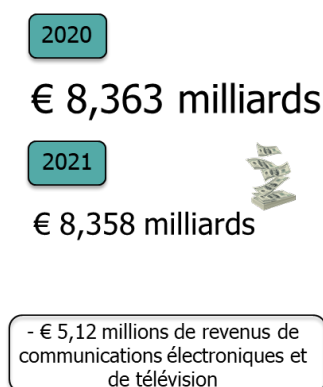 2020
€ 8,363 milliards
2021
€ 8,358 milliards
- € 5,12 millions de revenus de
communications électroniques et
de télévision